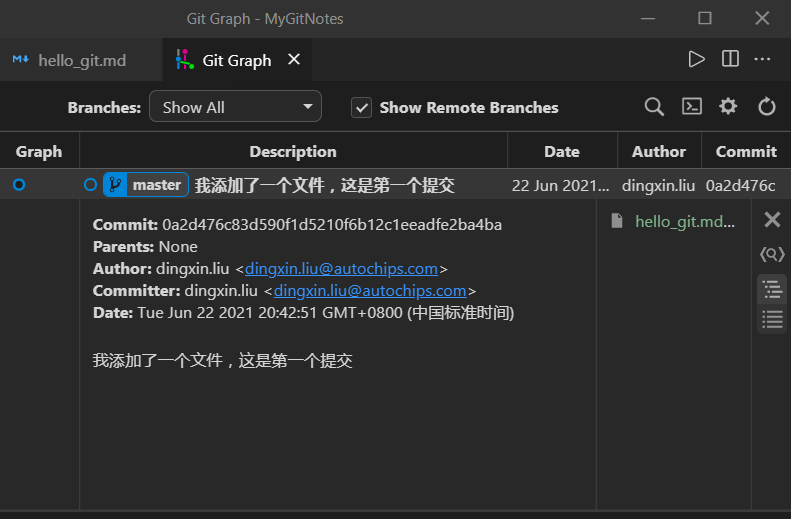 Git Graph - MyGitNotes
hello_git.md
Git Graph
Branches: Show All Show Remote Branches
Graph Description Date Author Commit
master 我添加了一个文件，这是第一个提交 22 Jun 2021... dingxin.liu 0a2d476c
Commit: 0a2d476c83d590f1d5210f6b12c1eeadfe2ba4ba
Parents: None
Author: dingxin.liu <dingxin.liu@autochips.com>
Committer: dingxin.liu <dingxin.liu@autochips.com>
Date: Tue Jun 22 2021 20:42:51 GMT+0800 (中国标准时间)
我添加了一个文件，这是第一个提交
hello_git.md...